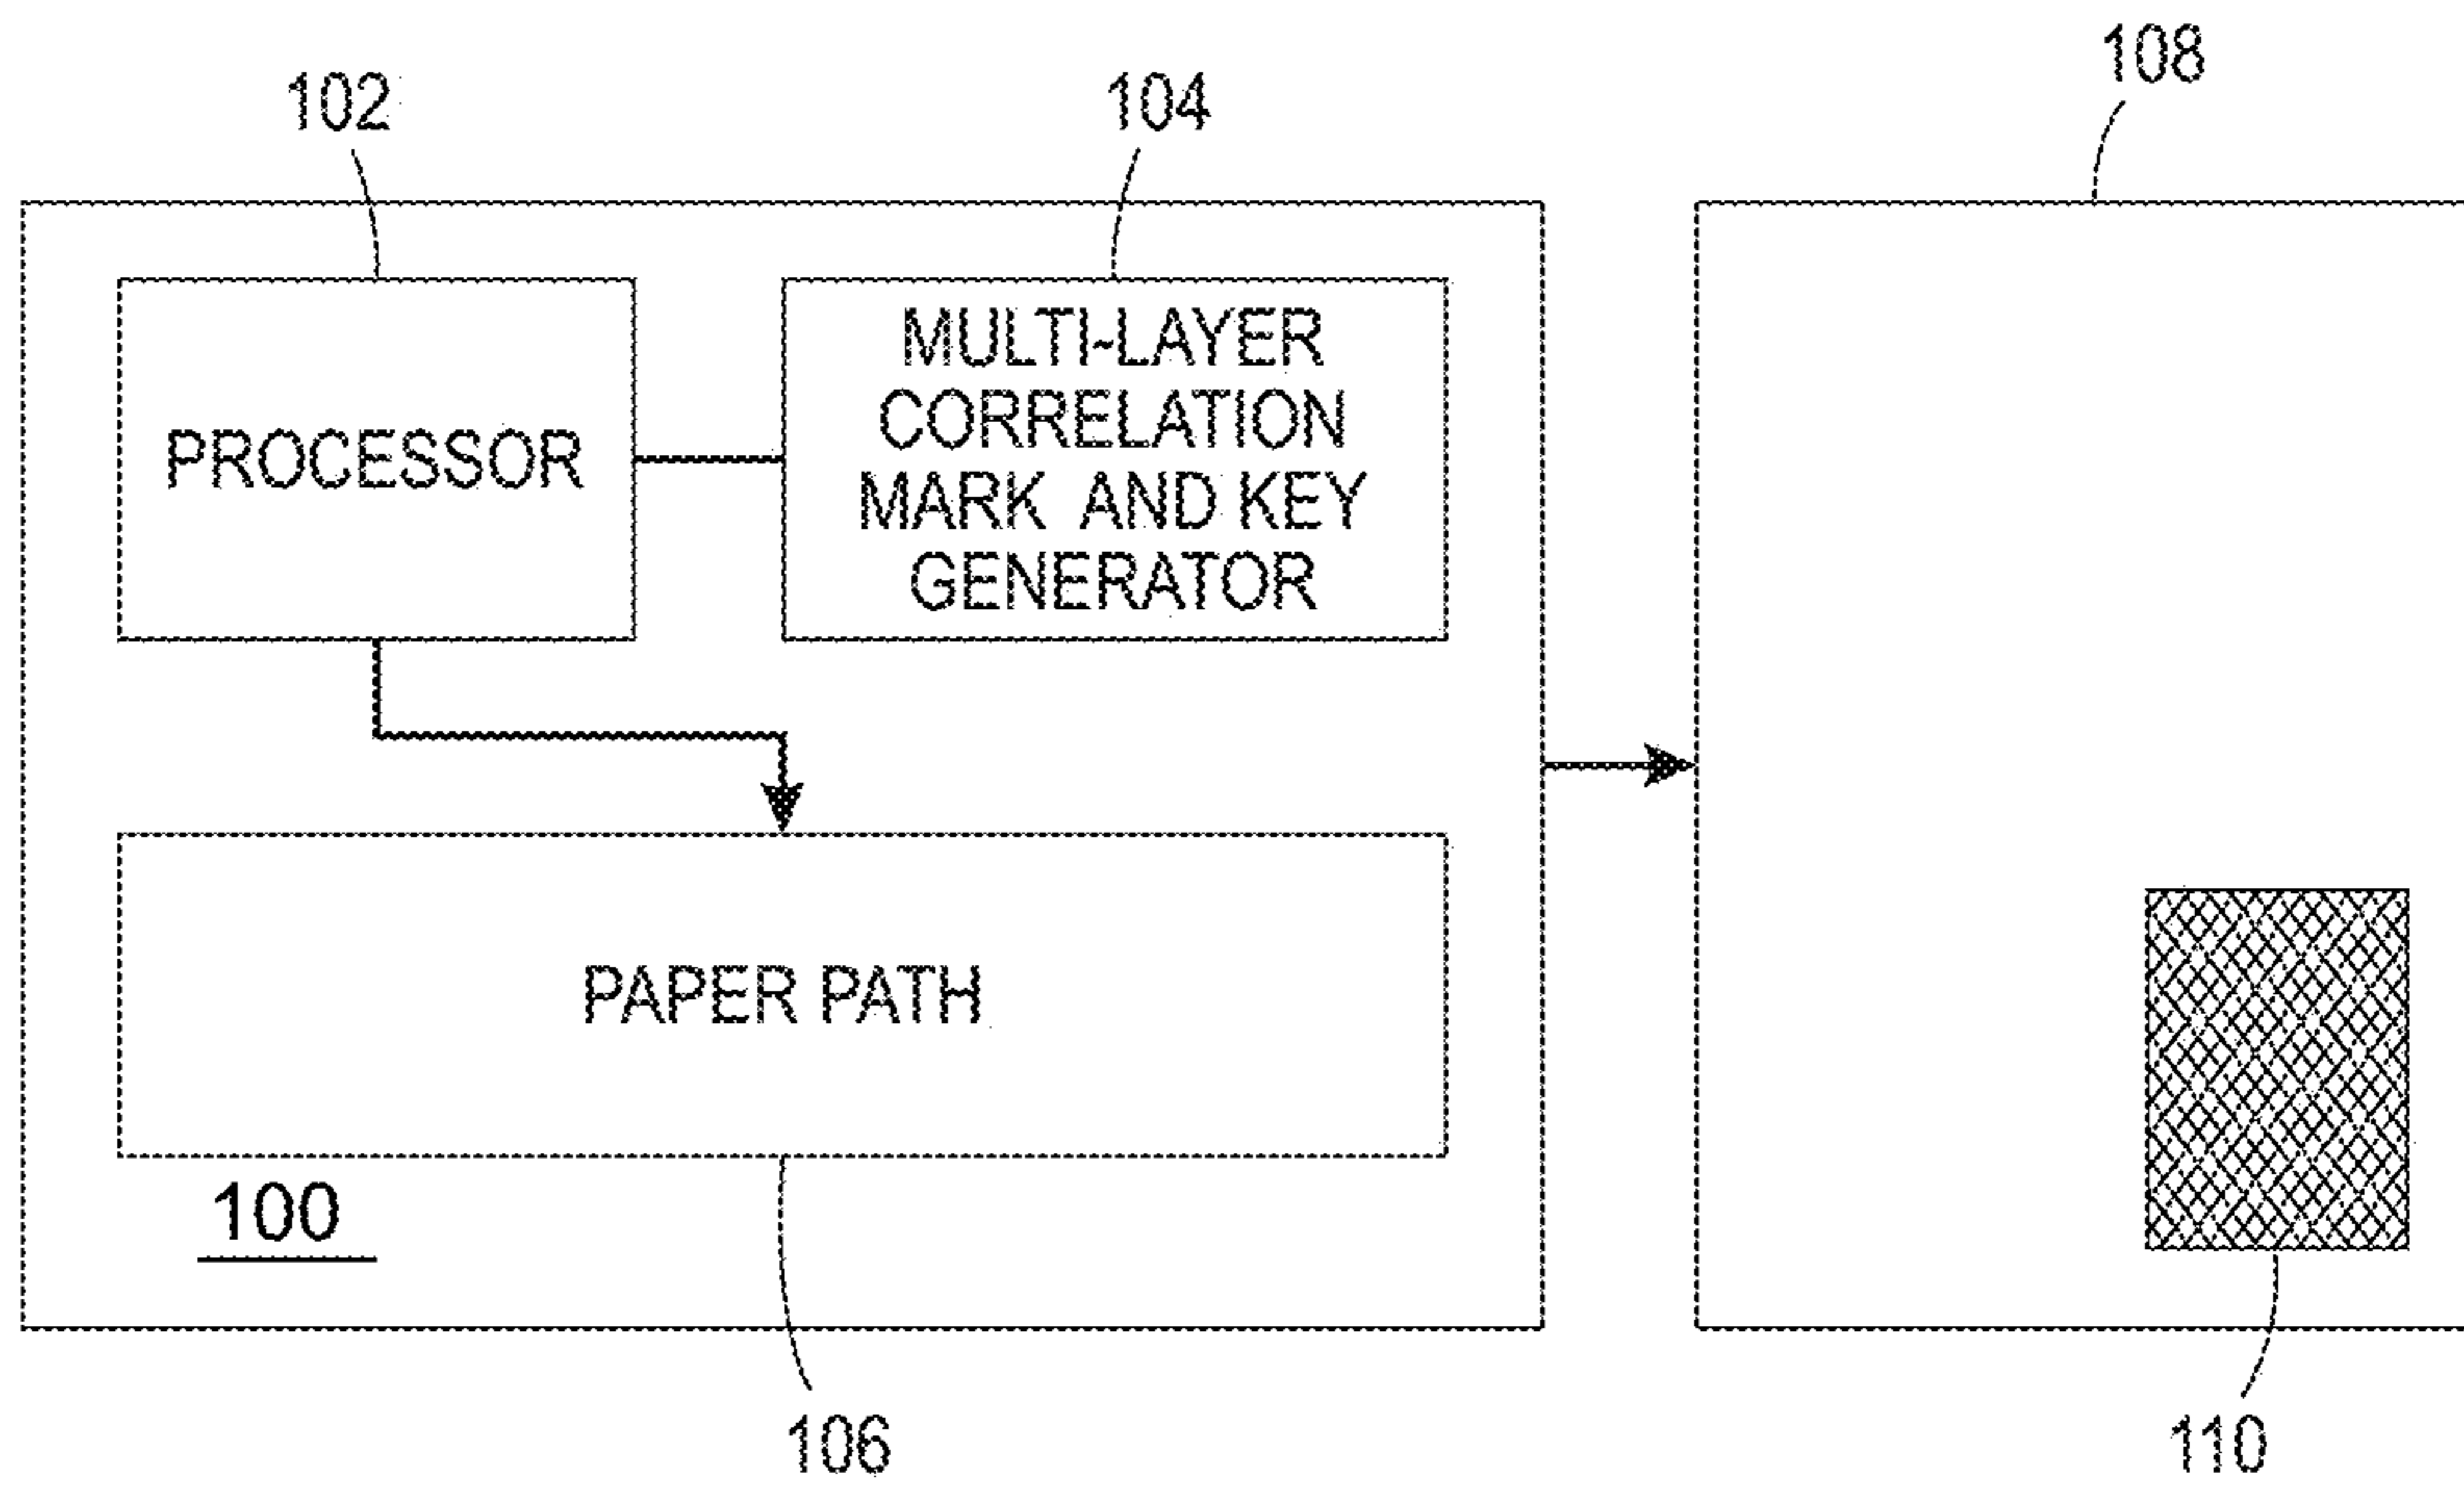 102
104
108
PROCESSOR
MULTI-LAYER
CORRELATION
MARK AND KEY
GENERATOR
PAPER PATH
100
106
110